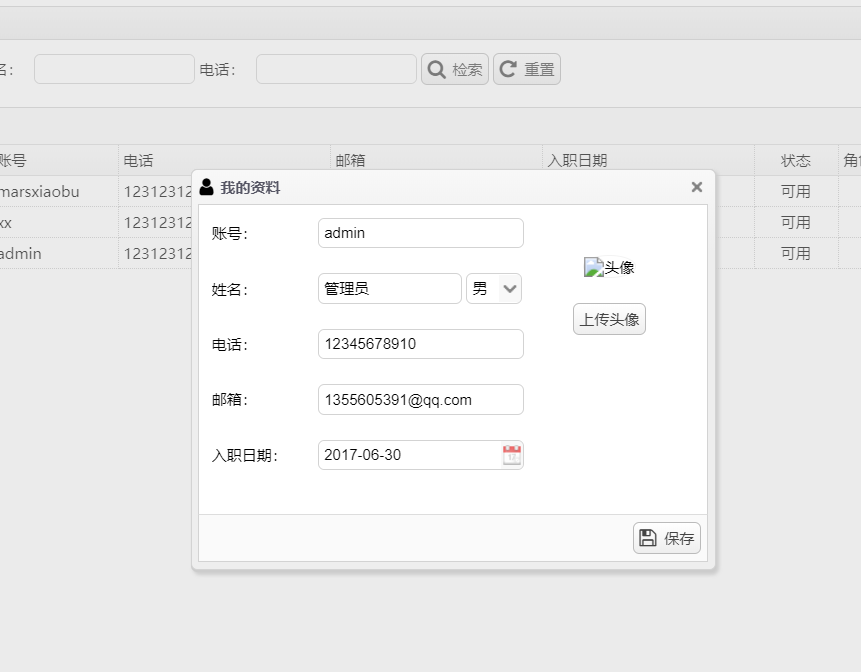 电话： 检索 重置
账号 电话 邮箱 入职日期 状态
marsxiaobu 12312312 可用
xx 12312312 可用
admin 12312312 可用
我的资料
账号： admin
头像
姓名： 管理员 男
上传头像
电话： 12345678910
邮箱： 1355605391@qq.com
入职日期： 2017-06-30
保存